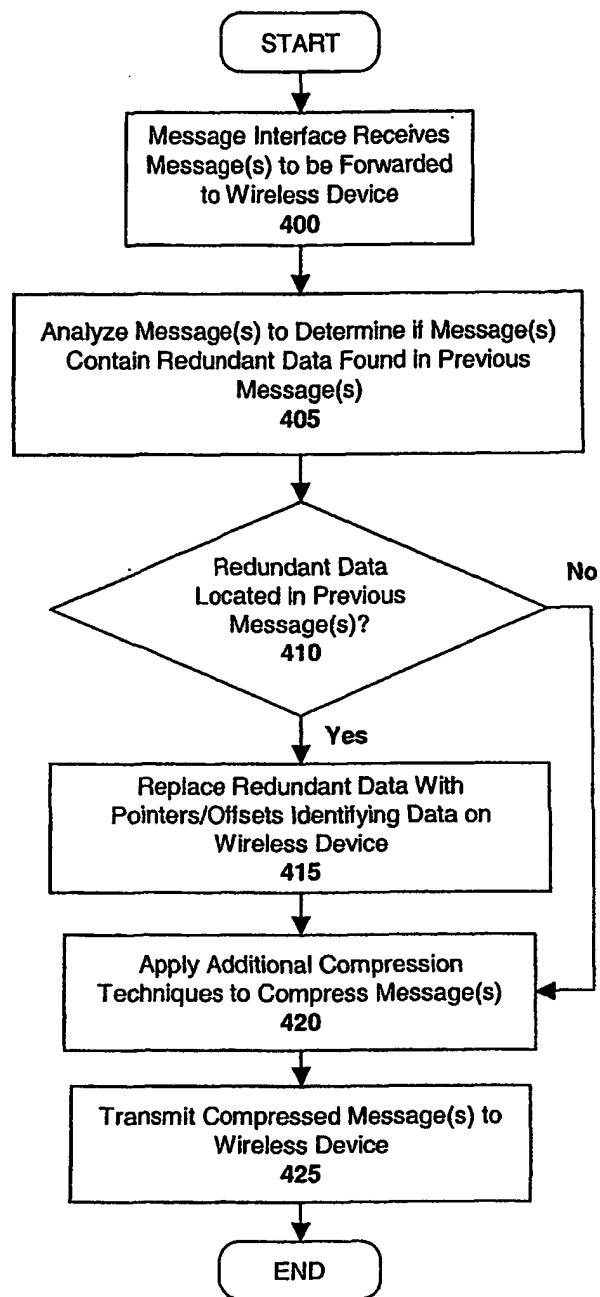 START
Message Interface Receives
Message(s) to be Forwarded
to Wireless Device
400
Analyze Message(s) to Determine if Message(s)
Contain Redundant Data Found in Previous
Message(s)
405
Redundant Data
Located in Previous
Message(s)?
410
No
Yes
Replace Redundant Data With
Pointers/Offsets Identifying Data on
Wireless Device
415
Apply Additional Compression
Techniques to Compress Message(s)
420
Transmit Compressed Message(s) to
Wireless Device
425
END